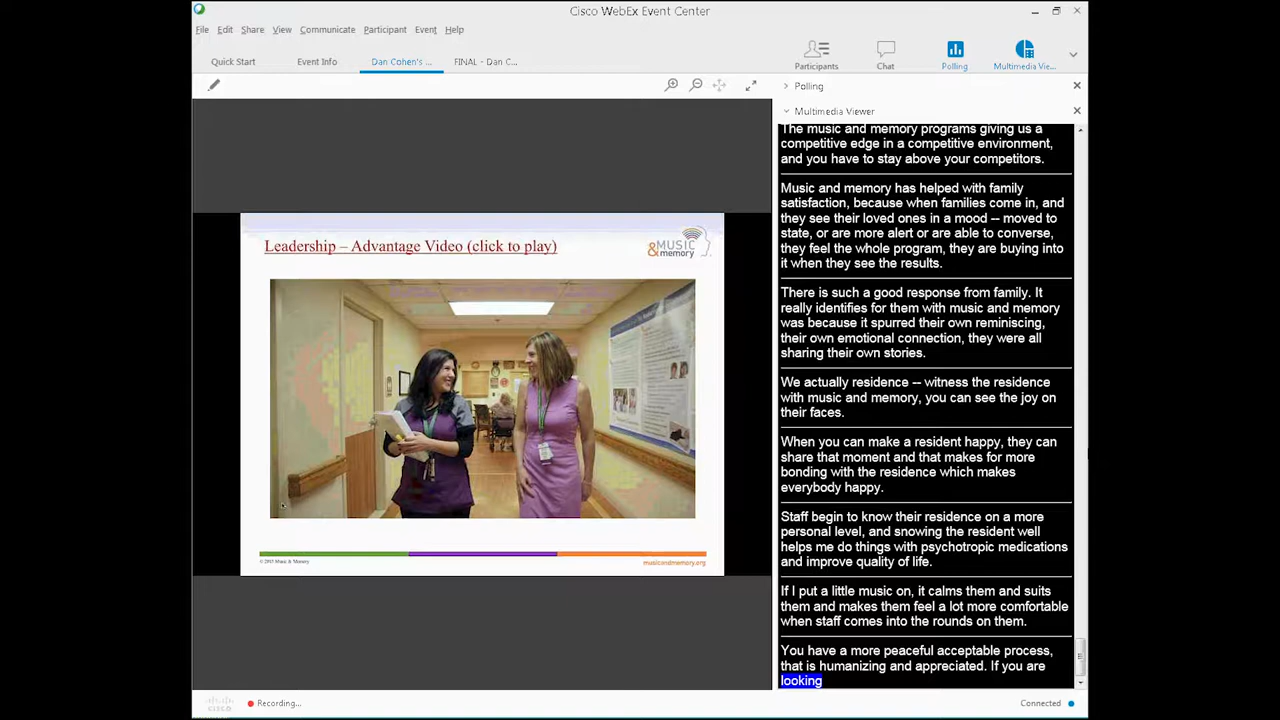 Cisco WebEx Event Center
File Edit Share View Communicate Participant Event Help
Quick Start Event Info Dan Cohen's ... FINAL - Dan C...
Participants Chat Polling Multimedia Vie...
Polling
Multimedia Viewer
Leadership – Advantage Video (click to play)
MUSIC
&memory
© 2015 Music & Memory
musicandmemory.org
The music and memory programs giving us a
competitive edge in a competitive environment,
and you have to stay above your competitors.
Music and memory has helped with family
satisfaction, because when families come in, and
they see their loved ones in a mood -- moved to
state, or are more alert or are able to converse,
they feel the whole program, they are buying into
it when they see the results.
There is such a good response from family. It
really identifies for them with music and memory
was because it spurred their own reminiscing,
their own emotional connection, they were all
sharing their own stories.
We actually residence -- witness the residence
with music and memory, you can see the joy on
their faces.
When you can make a resident happy, they can
share that moment and that makes for more
bonding with the residence which makes
everybody happy.
Staff begin to know their residence on a more
personal level, and snowing the resident well
helps me do things with psychotropic medications
and improve quality of life.
If I put a little music on, it calms them and suits
them and makes them feel a lot more comfortable
when staff comes into the rounds on them.
You have a more peaceful acceptable process,
that is humanizing and appreciated. If you are
looking
CISCO
Recording...
Connected